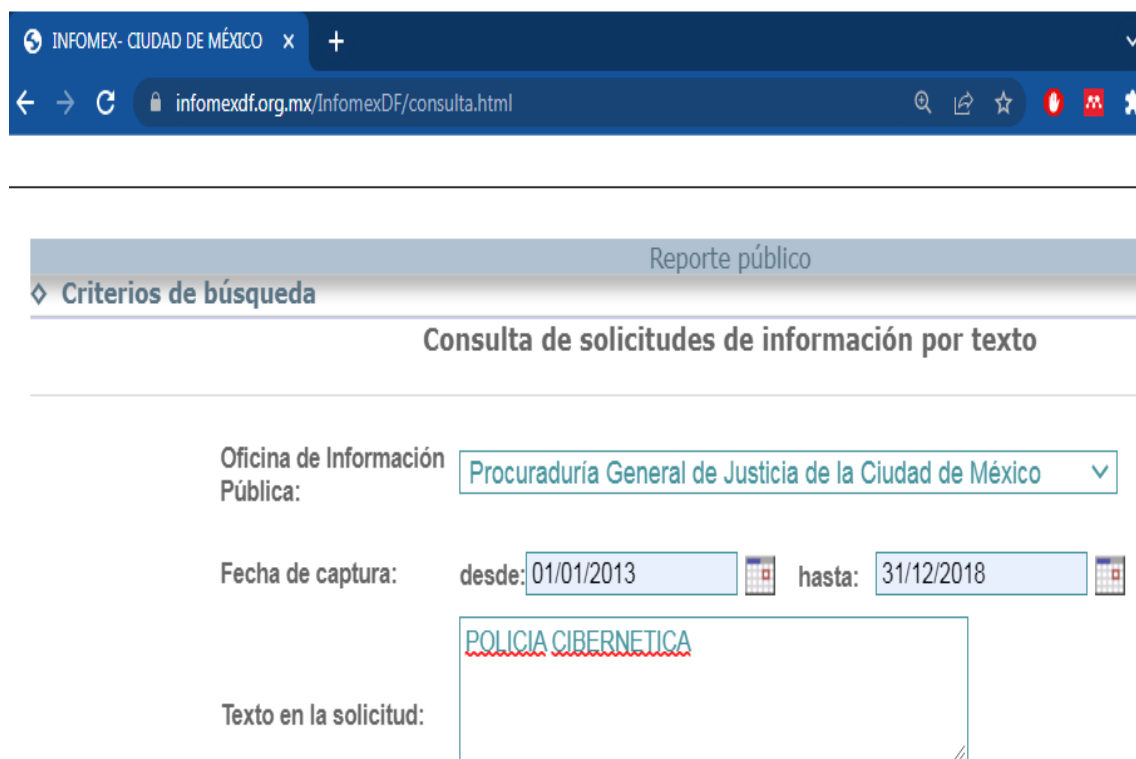 INFOMEX- CIUDAD DE MÉXICO
infomexdf.org.mx/InfomexDF/consulta.html
Reporte público
Criterios de búsqueda
Consulta de solicitudes de información por texto
Oficina de Información
Pública:
Procuraduría General de Justicia de la Ciudad de México
Fecha de captura: desde: 01/01/2013 hasta: 31/12/2018
POLICIA CIBERNETICA
Texto en la solicitud: